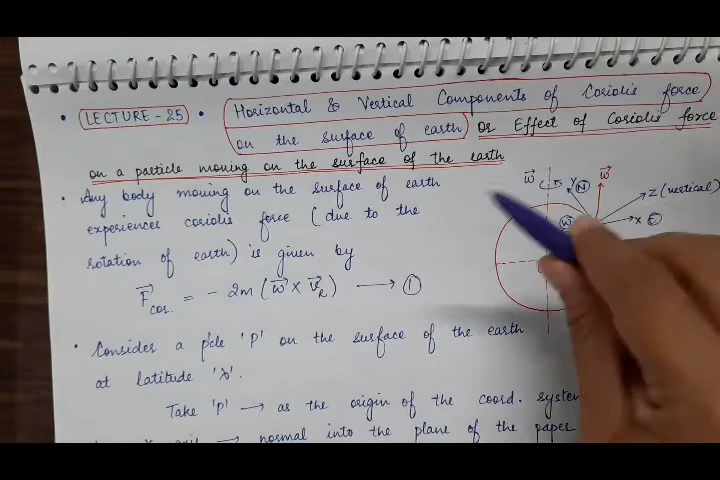 • LECTURE - 25 • Horizontal & Vertical Components of Coriolis force
on the surface of earth or Effect of Coriolis force
on a particle moving on the surface of the earth
• Any body moving on the surface of earth
experiences coriolis force (due to the
rotation of earth) is given by
F⃗cor. = - 2m (ω⃗ × v⃗R) ⟶ ①
• Consider a pcle 'P' on the surface of the earth
at latitude 'λ'.
Take 'P' ⟶ as the origin of the coord. system
axis ⟶ normal into the plane of the paper
ω⃗
Y N
ω⃗
Z (vertical)
W
X E